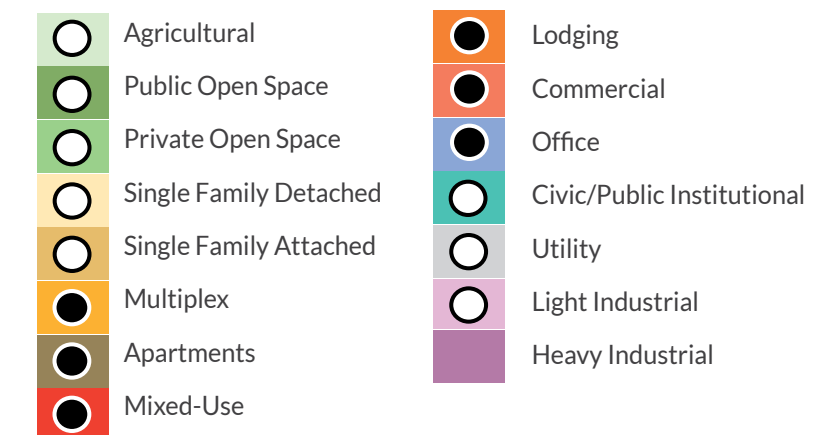 Agricultural
Public Open Space
Private Open Space
Single Family Detached
Single Family Attached
Multiplex
Apartments
Mixed-Use
Lodging
Commercial
Office
Civic/Public Institutional
Utility
Light Industrial
Heavy Industrial